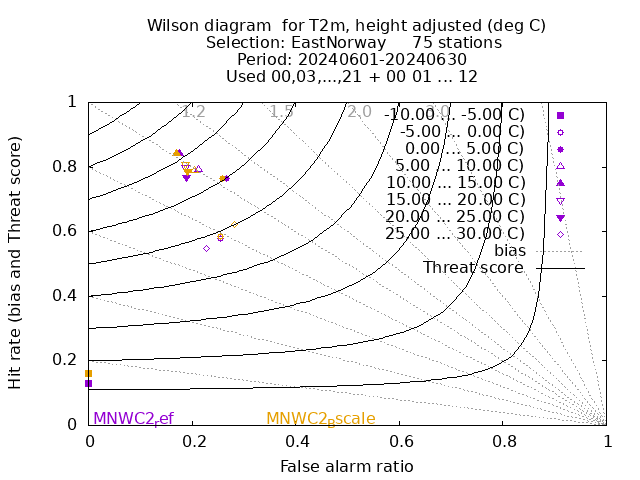 Wilson diagram  for T2m, height adjusted (deg C)
Selection: EastNorway     75 stations
Period: 20240601-20240630
Used 00,03,...,21 + 00 01 ... 12
1.2 1.5 2.0
-10.00 ... -5.00 C)
-5.00 ... 0.00 C)
0.00 ... 5.00 C)
5.00 ... 10.00 C)
10.00 ... 15.00 C)
15.00 ... 20.00 C)
20.00 ... 25.00 C)
25.00 ... 30.00 C)
bias
Threat score
Hit rate (bias and Threat score)
1
0.8
0.6
0.4
0.2
0
MNWC2_ref MNWC2_Bscale
0 0.2 0.4 0.6 0.8 1
False alarm ratio